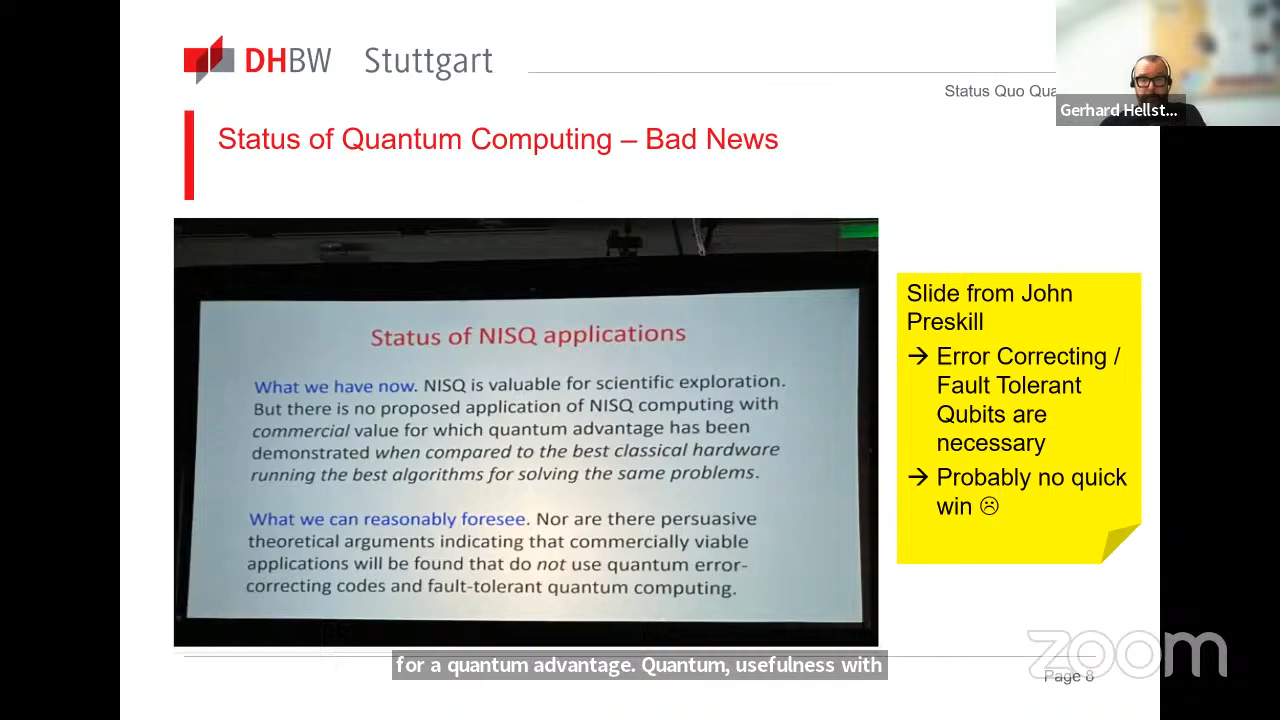 DHBW Stuttgart
Status Quo Qua
Gerhard Hellst...
Status of Quantum Computing – Bad News
Status of NISQ applications
What we have now. NISQ is valuable for scientific exploration.
But there is no proposed application of NISQ computing with
commercial value for which quantum advantage has been
demonstrated when compared to the best classical hardware
running the best algorithms for solving the same problems.
What we can reasonably foresee. Nor are there persuasive
theoretical arguments indicating that commercially viable
applications will be found that do not use quantum error-
correcting codes and fault-tolerant quantum computing.
Slide from John
Preskill
→ Error Correcting /
Fault Tolerant
Qubits are
necessary
→ Probably no quick
win ☹
for a quantum advantage. Quantum, usefulness with
zoom
Page 8